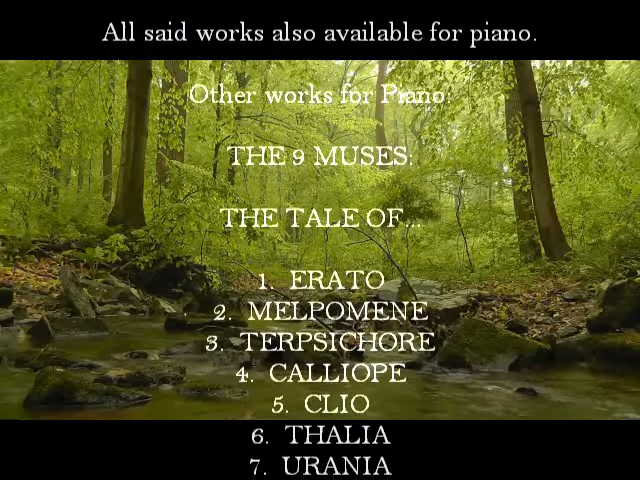 All said works also available for piano.
Other works for Piano:
THE 9 MUSES:
THE TALE OF...
1. ERATO
2. MELPOMENE
3. TERPSICHORE
4. CALLIOPE
5. CLIO
6. THALIA
7. URANIA